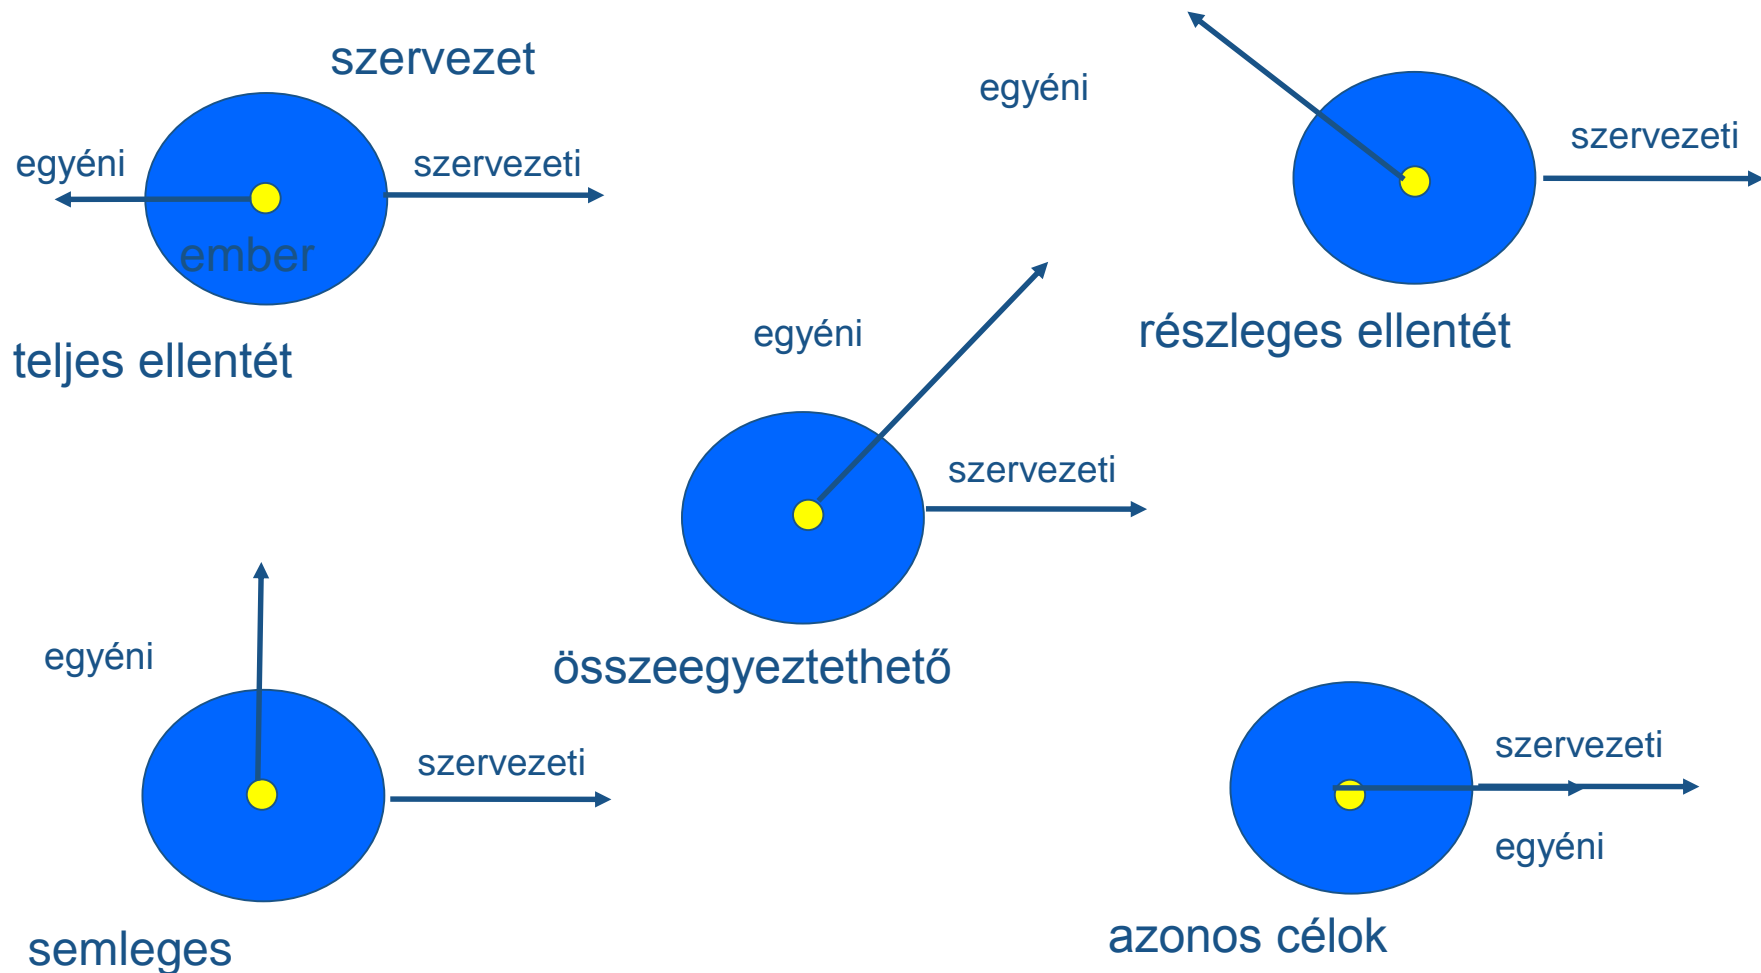 szervezet
egyéni
szervezeti
ember
teljes ellentét
egyéni
szervezeti
részleges ellentét
egyéni
szervezeti
összeegyeztethető
egyéni
szervezeti
semleges
szervezeti
egyéni
azonos célok